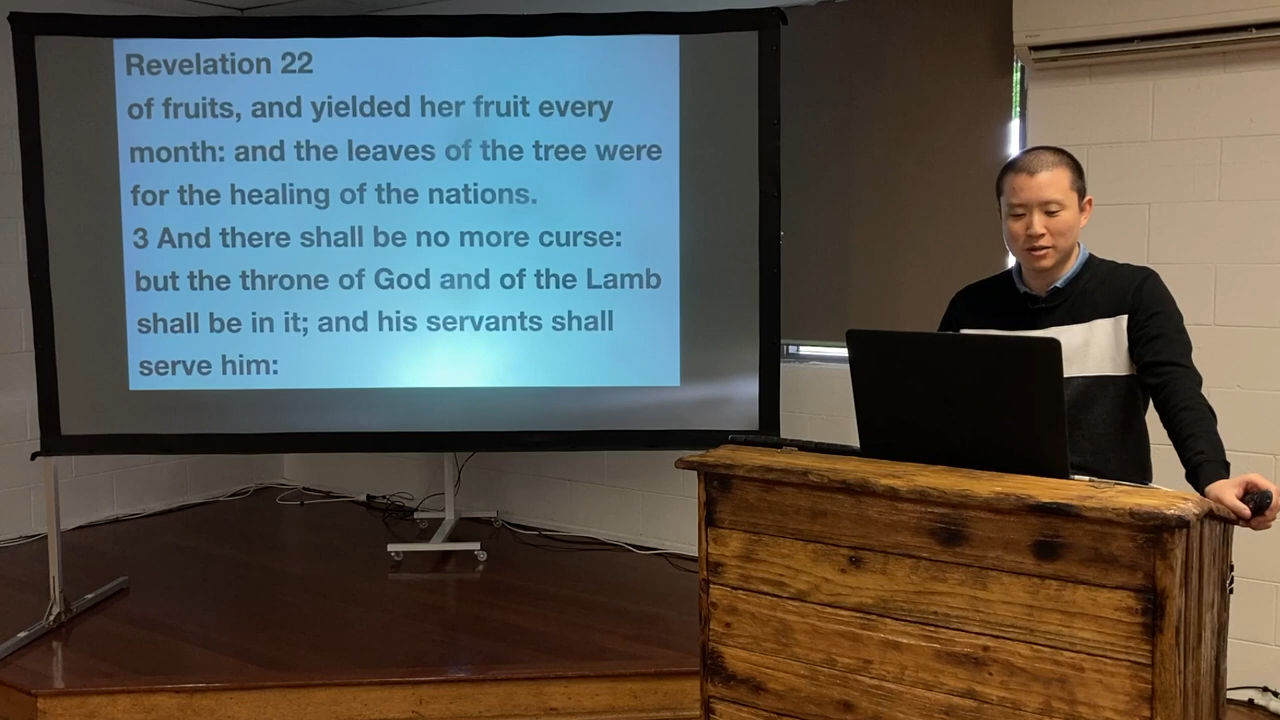 Revelation 22
of fruits, and yielded her fruit every
month: and the leaves of the tree were
for the healing of the nations.
3 And there shall be no more curse:
but the throne of God and of the Lamb
shall be in it; and his servants shall
serve him: